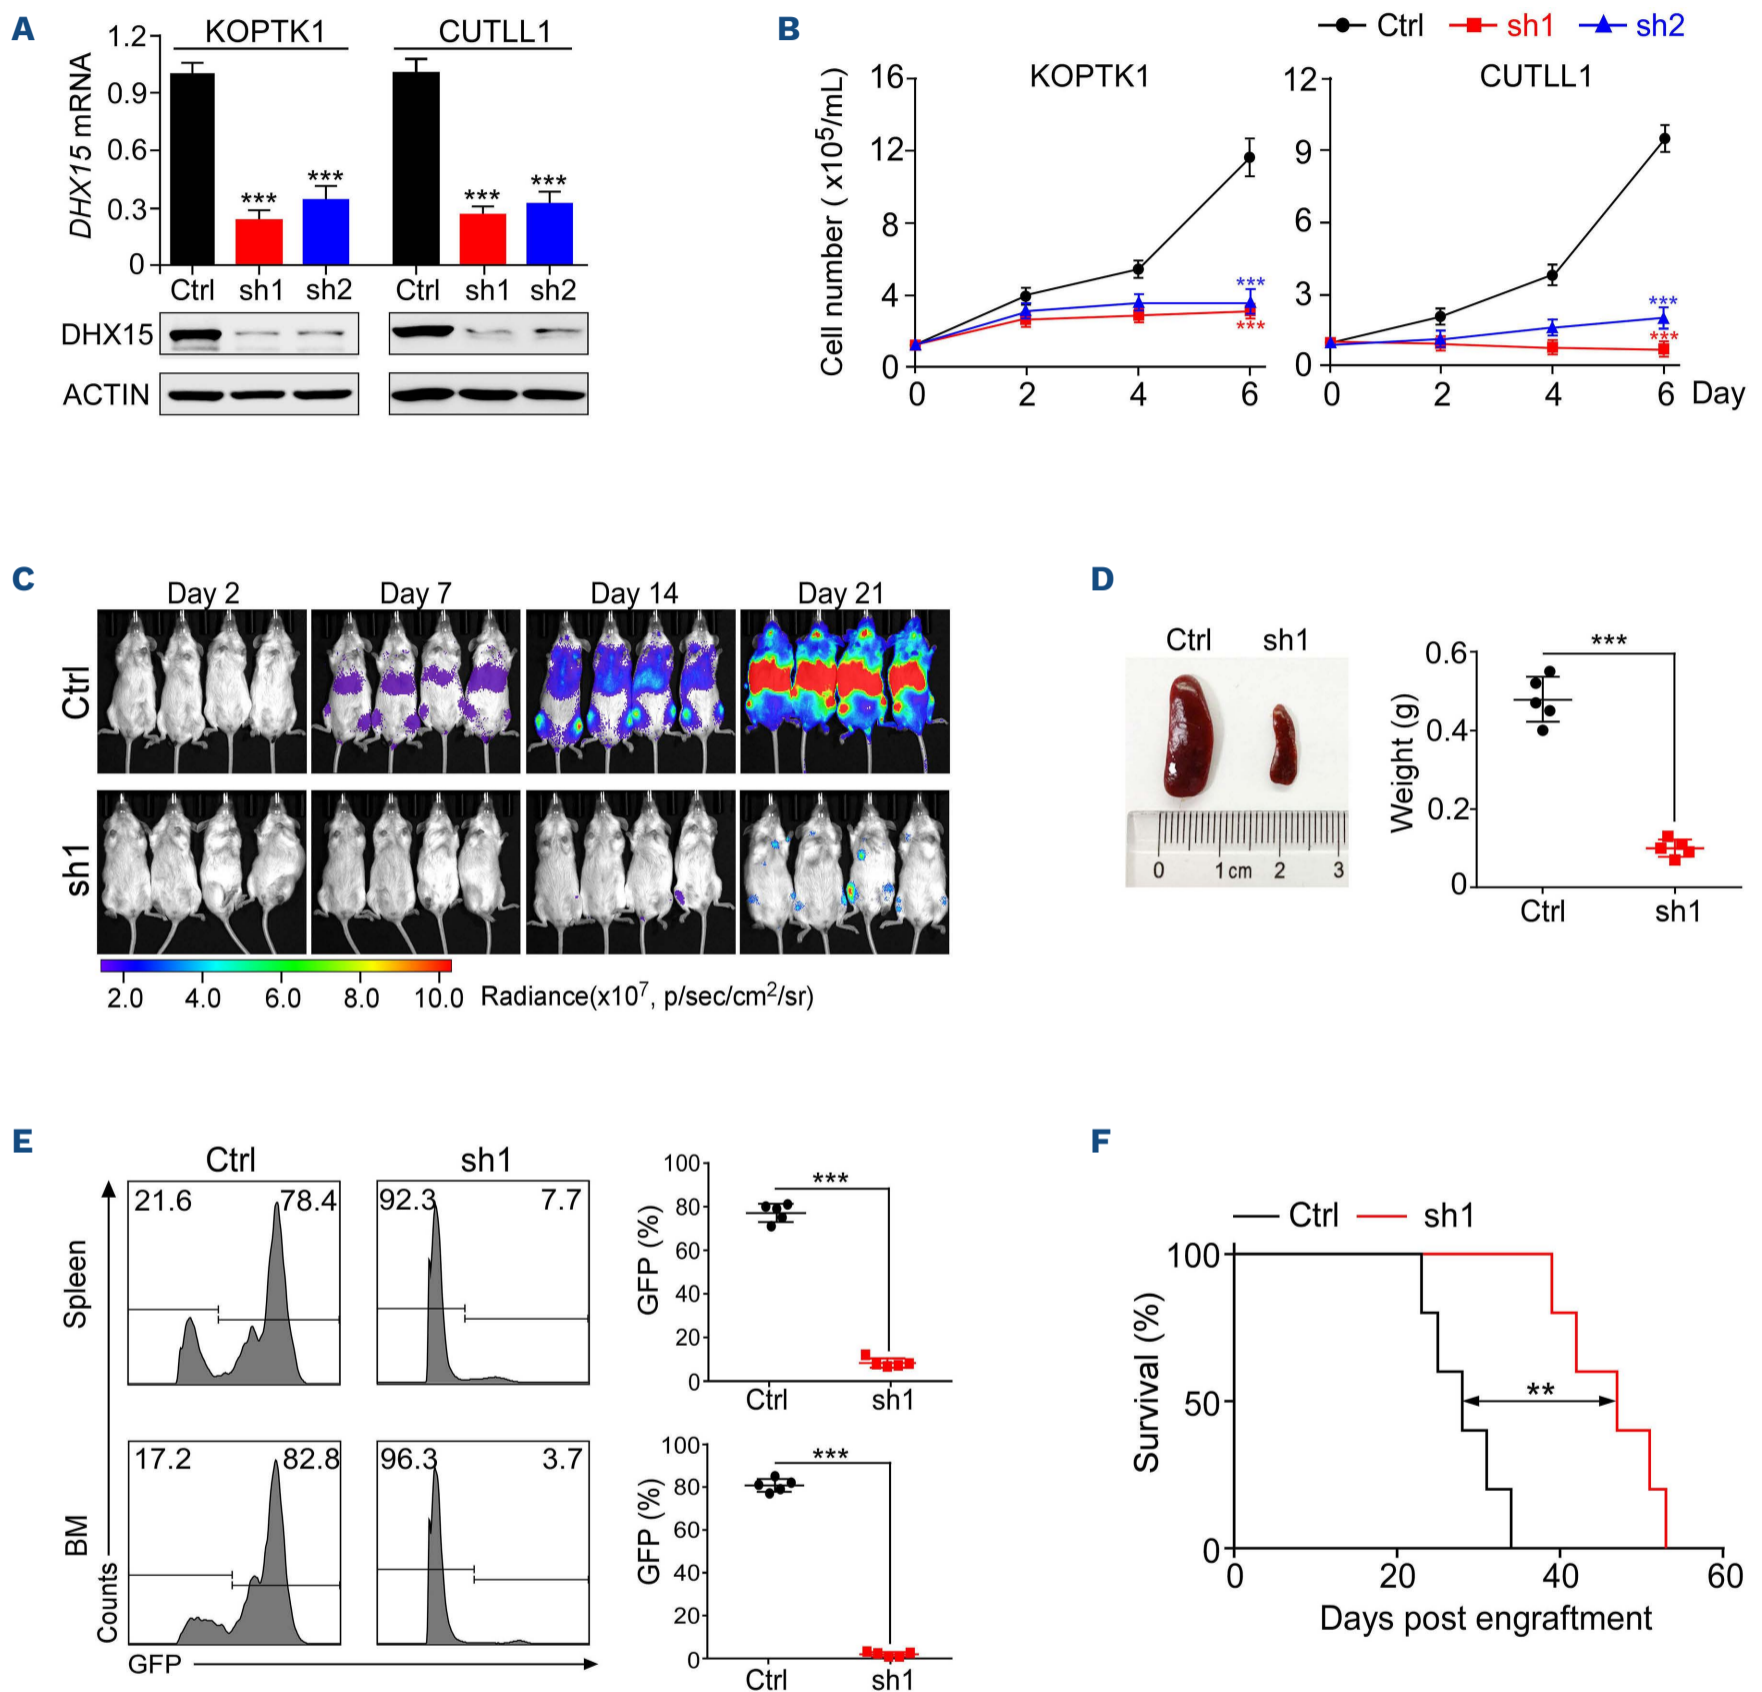 A
KOPTK1 CUTLL1
DHX15 mRNA
1.2
0.9
0.6
0.3
0
*** *** *** ***
Ctrl sh1 sh2 Ctrl sh1 sh2
DHX15
ACTIN
B
Ctrl sh1 sh2
KOPTK1 CUTLL1
Cell number ( x10⁵/mL)
16
12
8
4
0
*** ***
0 2 4 6
12
9
6
3
0
*** ***
0 2 4 6 Day
C
Day 2 Day 7 Day 14 Day 21
Ctrl
sh1
2.0 4.0 6.0 8.0 10.0 Radiance(x10⁷, p/sec/cm²/sr)
D
Ctrl sh1
0 1 cm 2 3
Weight (g)
0.6
0.4
0.2
0
***
Ctrl sh1
E
Ctrl sh1
Spleen
21.6 78.4
92.3 7.7
GFP (%)
100
80
60
40
20
0
***
Ctrl sh1
BM
17.2 82.8
96.3 3.7
Counts
GFP
GFP (%)
100
80
60
40
20
0
***
Ctrl sh1
F
Ctrl sh1
Survival (%)
100
50
0
**
0 20 40 60
Days post engraftment